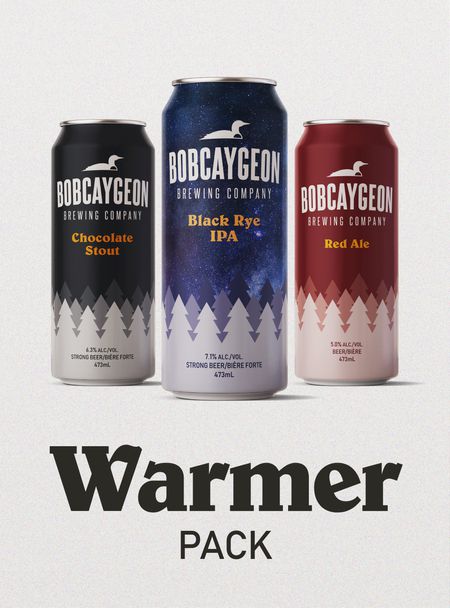 BOBCAYGEON
BREWING COMPANY
Chocolate
Stout
6.3% ALC./VOL.
STRONG BEER/BIÈRE FORTE
473mL
BOBCAYGEON
BREWING COMPANY
Black Rye
IPA
7.1% ALC./VOL.
STRONG BEER/BIÈRE FORTE
473mL
BOBCAYGEON
BREWING COMPANY
Red Ale
5.0% ALC./VOL.
BEER/BIÈRE
473mL
Warmer
PACK